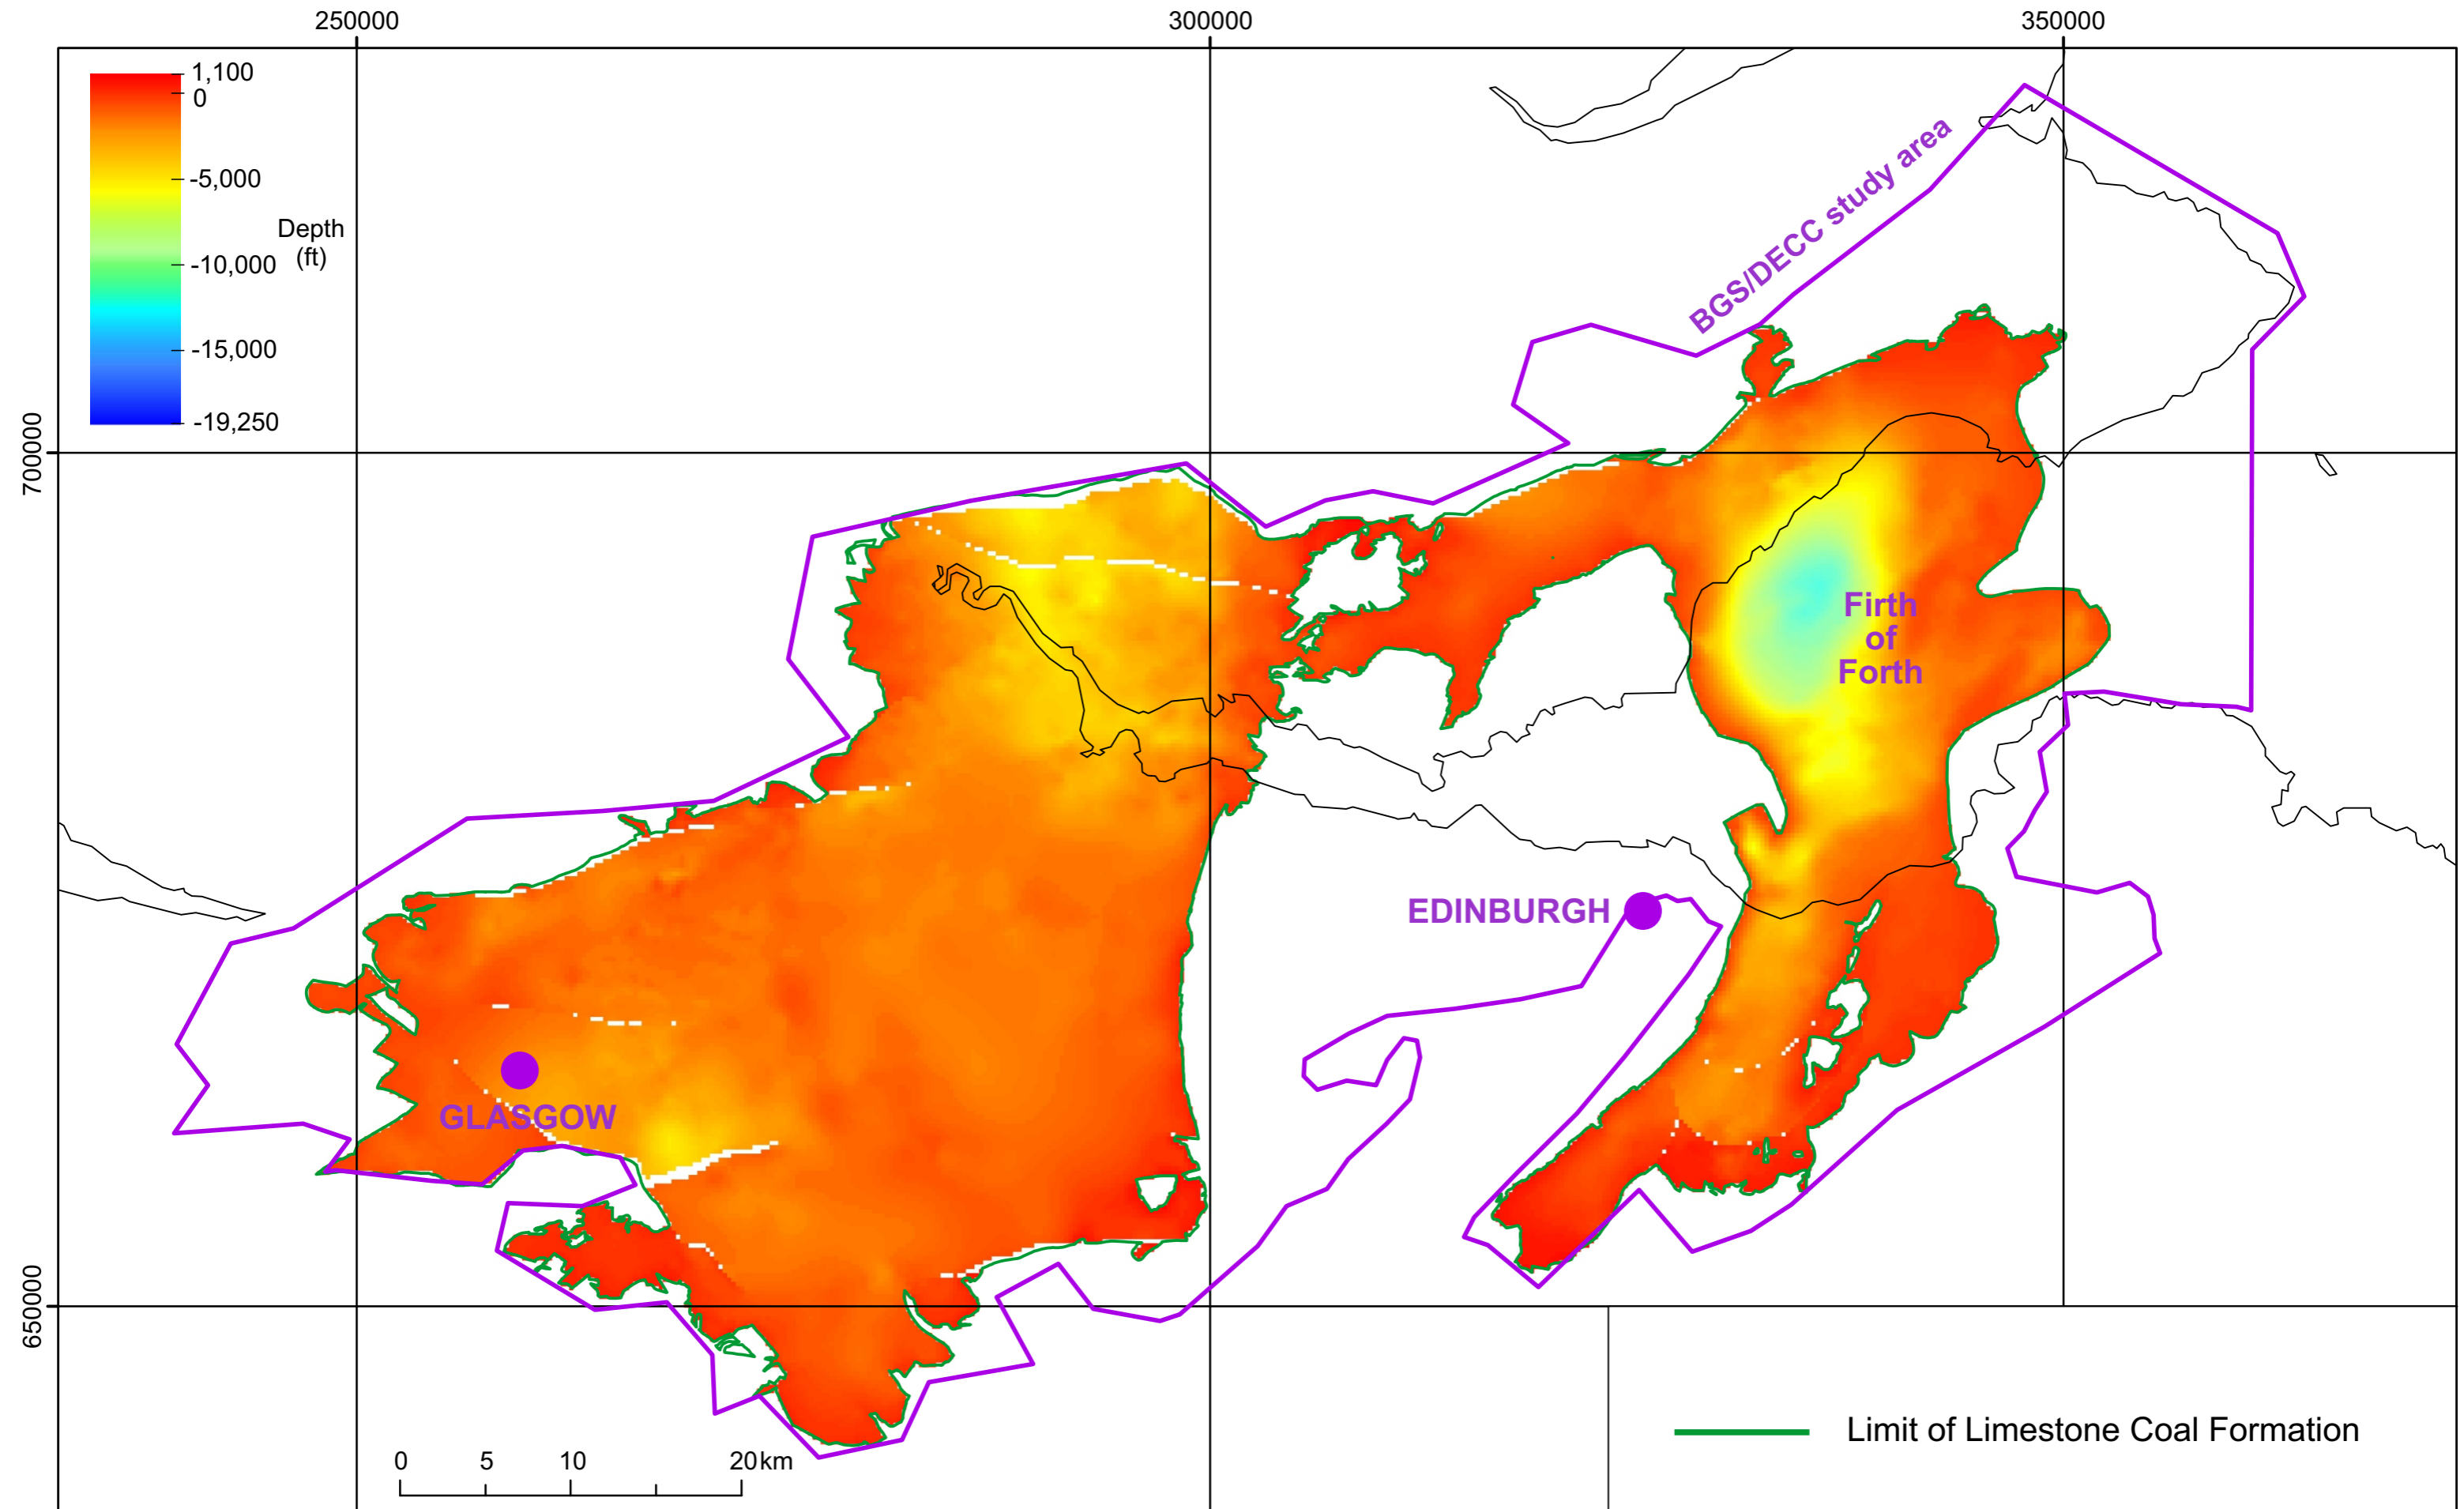 250000
300000
350000
1,100
0
-5,000
Depth
(ft)
-10,000
-15,000
-19,250
BGS/DECC study area
700000
Firth
of
Forth
EDINBURGH
GLASGOW
650000
Limit of Limestone Coal Formation
0 5 10 20km